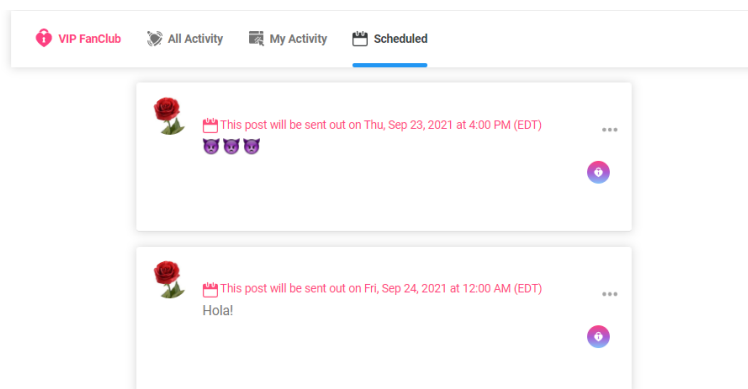 VIP FanClub
All Activity
My Activity
Scheduled
This post will be sent out on Thu, Sep 23, 2021 at 4:00 PM (EDT)
😈😈😈
This post will be sent out on Fri, Sep 24, 2021 at 12:00 AM (EDT)
Hola!